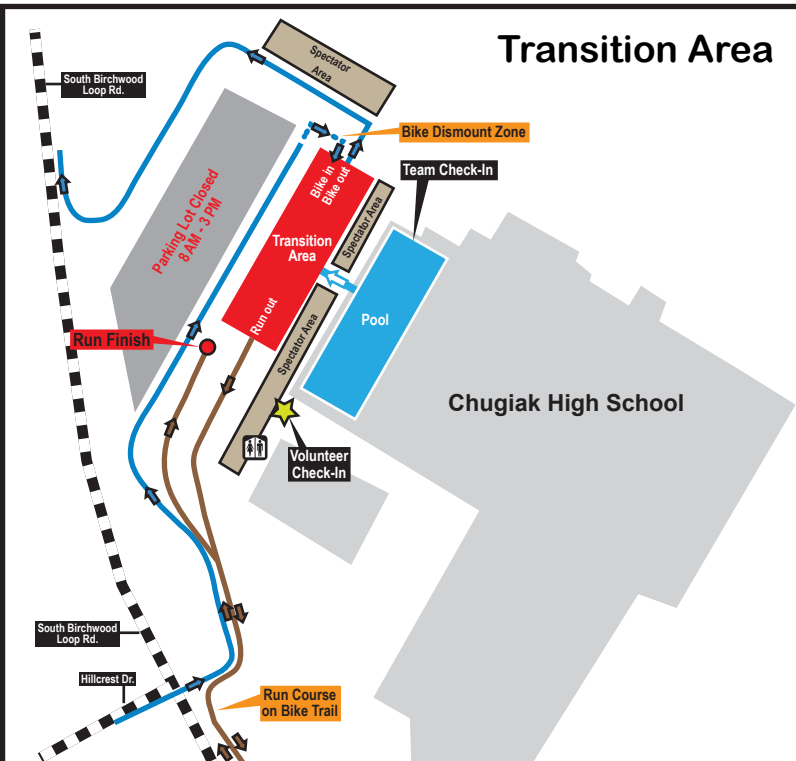 Transition Area
Spectator
Area
South Birchwood
Loop Rd.
Bike Dismount Zone
Team Check-In
Bike in
Bike out
Parking Lot Closed
8 AM - 3 PM
Spectator Area
Transition
Area
Run out
Pool
Run Finish
Spectator Area
Chugiak High School
Volunteer
Check-In
South Birchwood
Loop Rd.
Hillcrest Dr.
Run Course
on Bike Trail